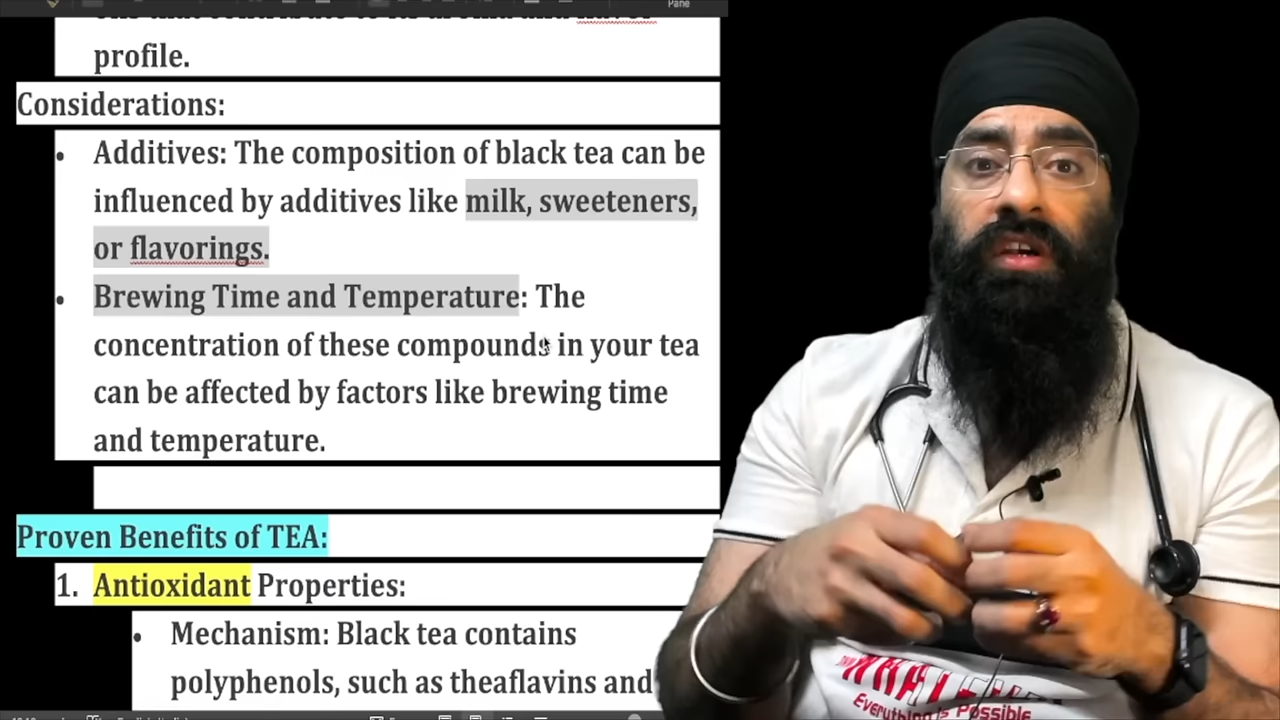 Pane
profile.
Considerations:
• Additives: The composition of black tea can be
influenced by additives like milk, sweeteners,
or flavorings.
• Brewing Time and Temperature: The
concentration of these compounds in your tea
can be affected by factors like brewing time
and temperature.
Proven Benefits of TEA:
1. Antioxidant Properties:
• Mechanism: Black tea contains
polyphenols, such as theaflavins and
Everything is Possible